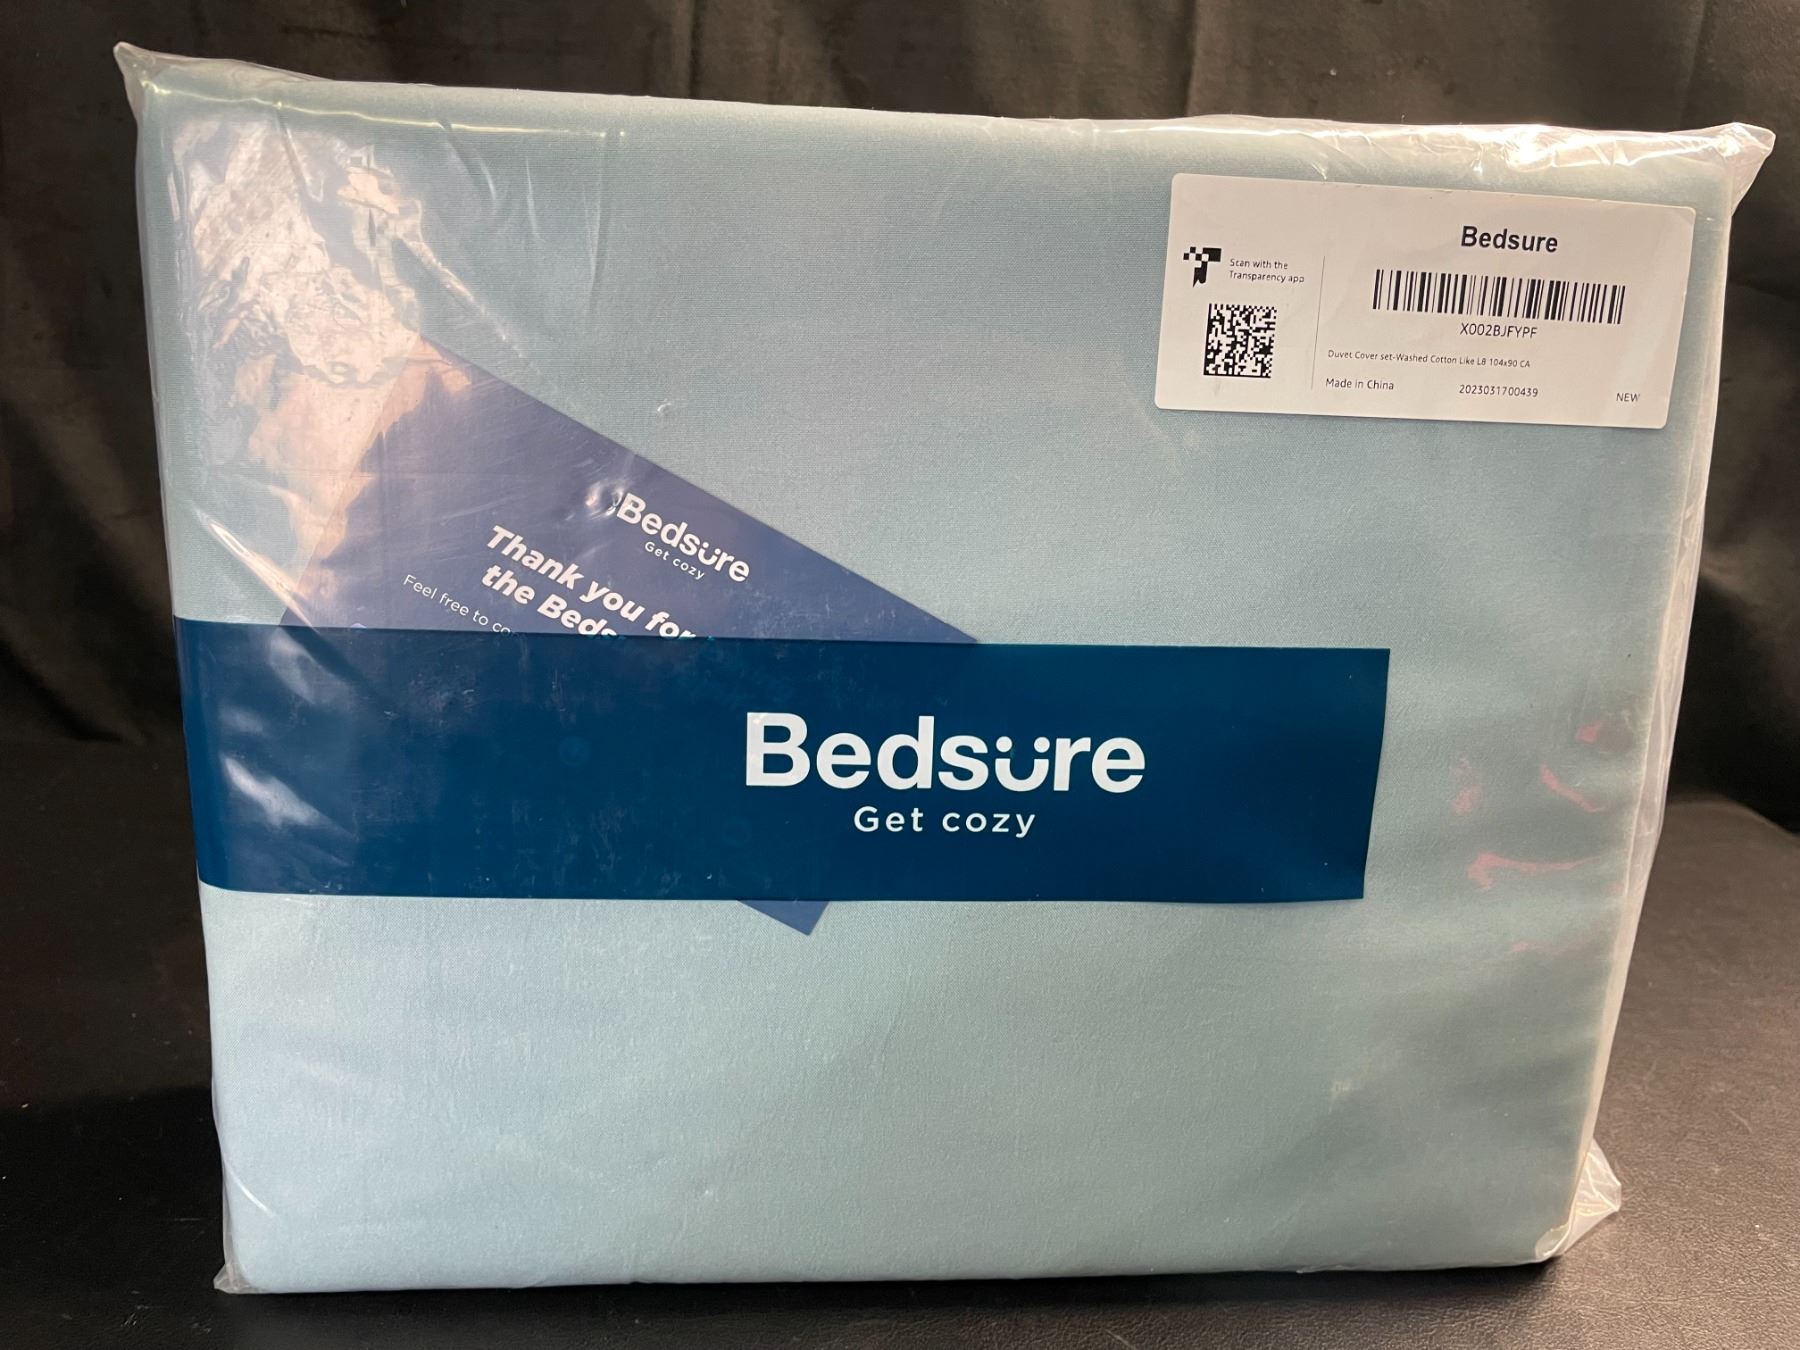 Bedsure
Scan with the
Transparency app
X002BJFYPF
Duvet Cover set-Washed Cotton Like LB 104x90 CA
Made in China
2023031700439
NEW
Bedsure
Get cozy
Thank you for
the Beds
Feel free to co
Bedsure
Get cozy